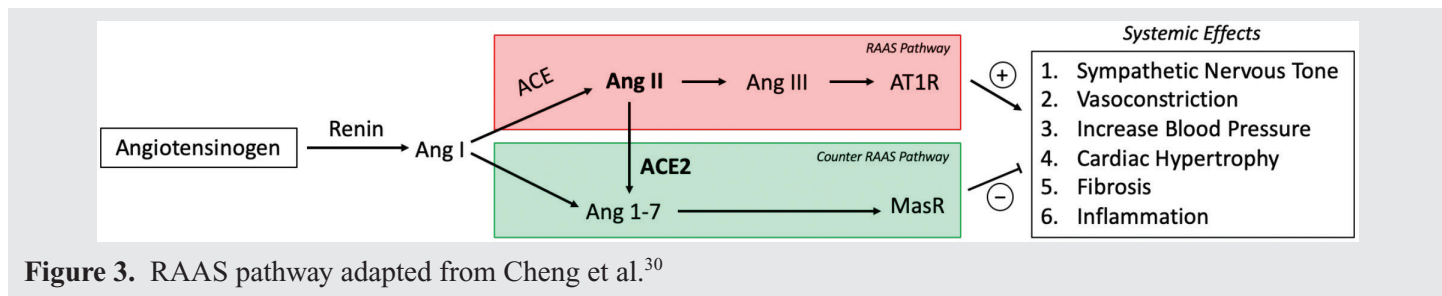 Systemic Effects
RAAS Pathway
ACE
Ang II
Ang III
AT1R
+
1. Sympathetic Nervous Tone
2. Vasoconstriction
3. Increase Blood Pressure
4. Cardiac Hypertrophy
5. Fibrosis
6. Inflammation
Angiotensinogen
Renin
Ang I
Counter RAAS Pathway
ACE2
Ang 1-7
MasR
−
Figure 3. RAAS pathway adapted from Cheng et al.30